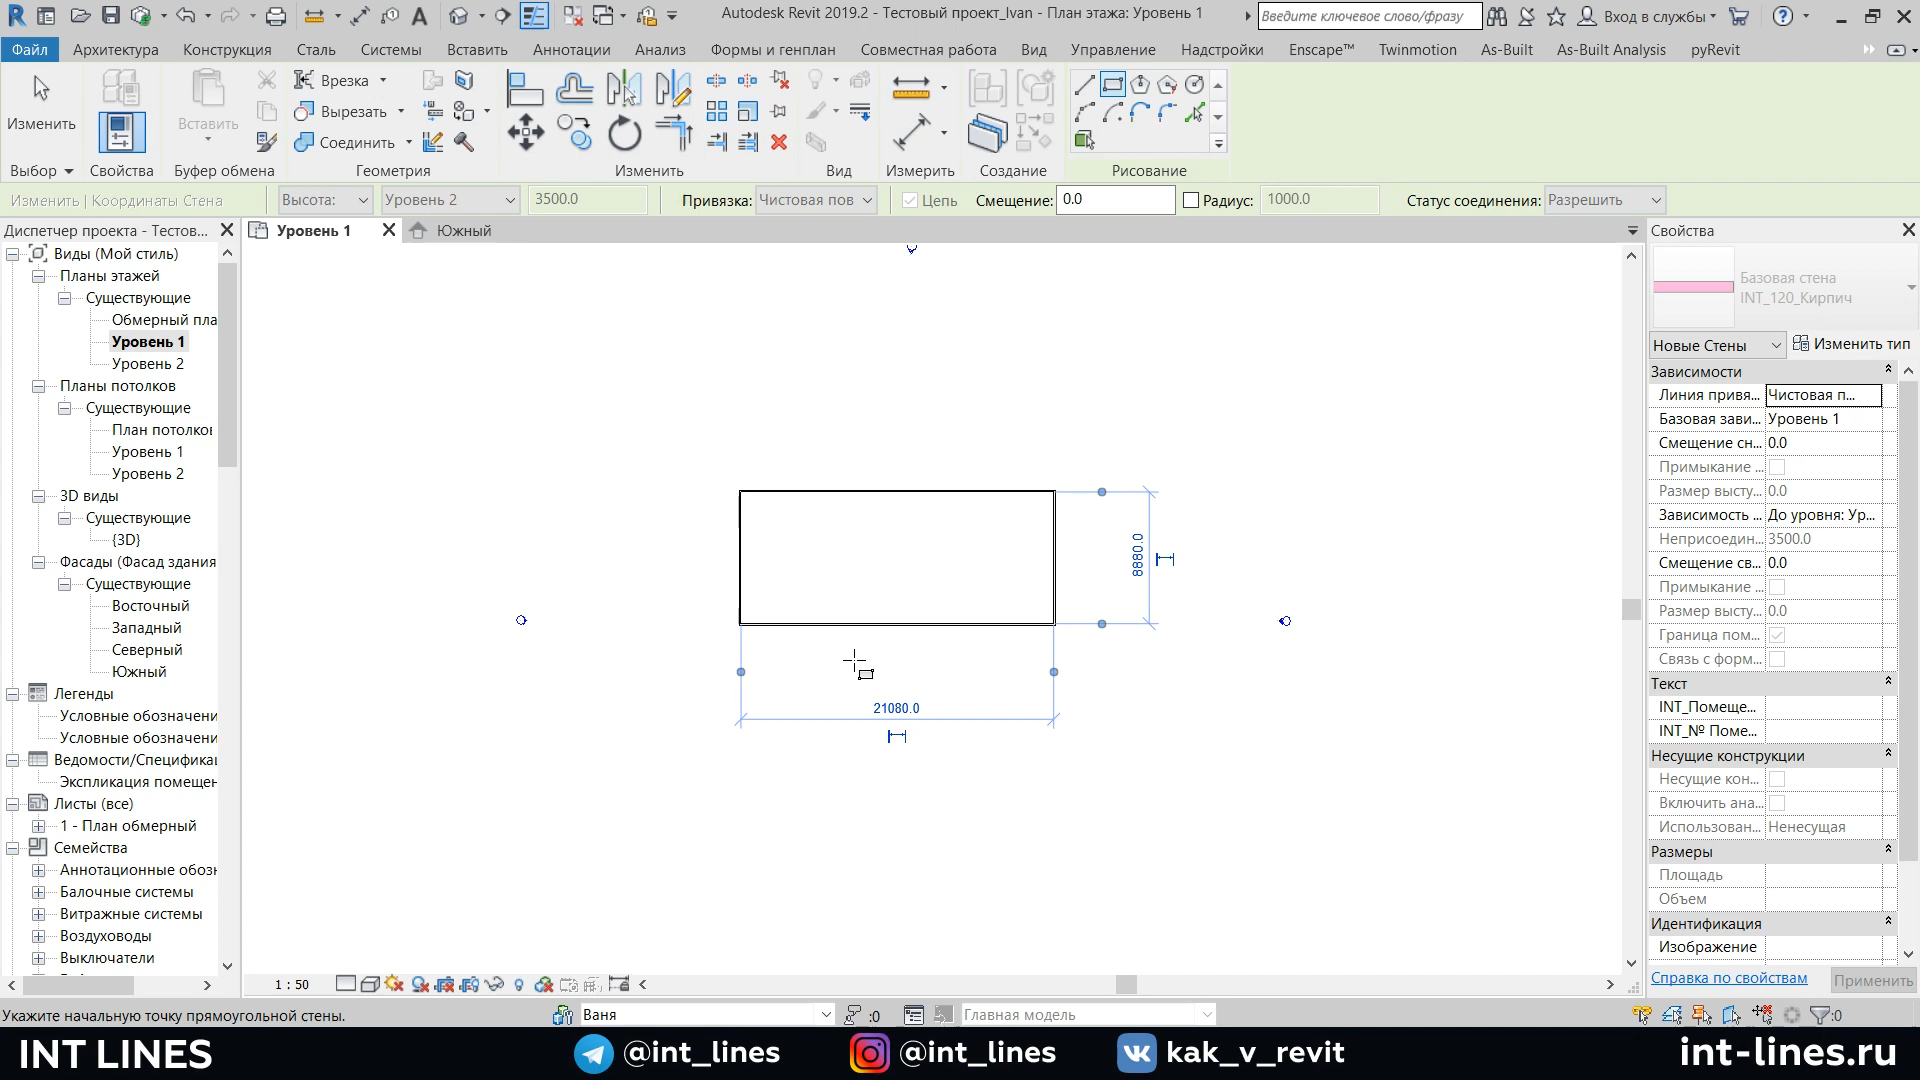 Autodesk Revit 2019.2 - Тестовый проект_Ivan - План этажа: Уровень 1
Введите ключевое слово/фразу
Вход в службы
Файл Архитектура Конструкция Сталь Системы Вставить Аннотации Анализ Формы и генплан Совместная работа Вид Управление Надстройки Enscape™ Twinmotion As-Built As-Built Analysis pyRevit
Изменить
Вставить
Врезка
Вырезать
Соединить
Выбор Свойства Буфер обмена Геометрия Изменить Вид Измерить Создание Рисование
Изменить | Координаты Стена Высота: Уровень 2 3500.0 Привязка: Чистовая пов Цепь Смещение: 0.0 Радиус: 1000.0 Статус соединения: Разрешить
Диспетчер проекта - Тестов...
Уровень 1
Южный
Виды (Мой стиль)
Планы этажей
Существующие
Обмерный пла
Уровень 1
Уровень 2
Планы потолков
Существующие
План потолков
Уровень 1
Уровень 2
3D виды
Существующие
{3D}
Фасады (Фасад здания
Существующие
Восточный
Западный
Северный
Южный
Легенды
Условные обозначени
Условные обозначени
Ведомости/Спецификац
Экспликация помещен
Листы (все)
1 - План обмерный
Семейства
Аннотационные обозн
Балочные системы
Витражные системы
Воздуховоды
Выключатели
8880.0
21080.0
1 : 50
Свойства
Базовая стена
INT_120_Кирпич
Новые Стены
Изменить тип
Зависимости
Линия привя... Чистовая п...
Базовая зави... Уровень 1
Смещение сн... 0.0
Примыкание ...
Размер высту... 0.0
Зависимость ... До уровня: Ур...
Неприсоедин... 3500.0
Смещение св... 0.0
Примыкание ...
Размер высту... 0.0
Граница пом...
Связь с форм...
Текст
INT_Помеще...
INT_№ Поме...
Несущие конструкции
Несущие кон...
Включить ана...
Использован... Ненесущая
Размеры
Площадь
Объем
Идентификация
Изображение
Справка по свойствам
Применить
Укажите начальную точку прямоугольной стены.
Ваня
:0
Главная модель
:0
INT LINES
@int_lines
@int_lines
kak_v_revit
int-lines.ru